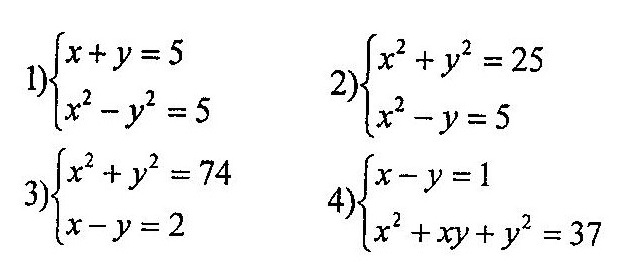 1) { x + y = 5
x² − y² = 5
2) { x² + y² = 25
x² − y = 5
3) { x² + y² = 74
x − y = 2
4) { x − y = 1
x² + xy + y² = 37